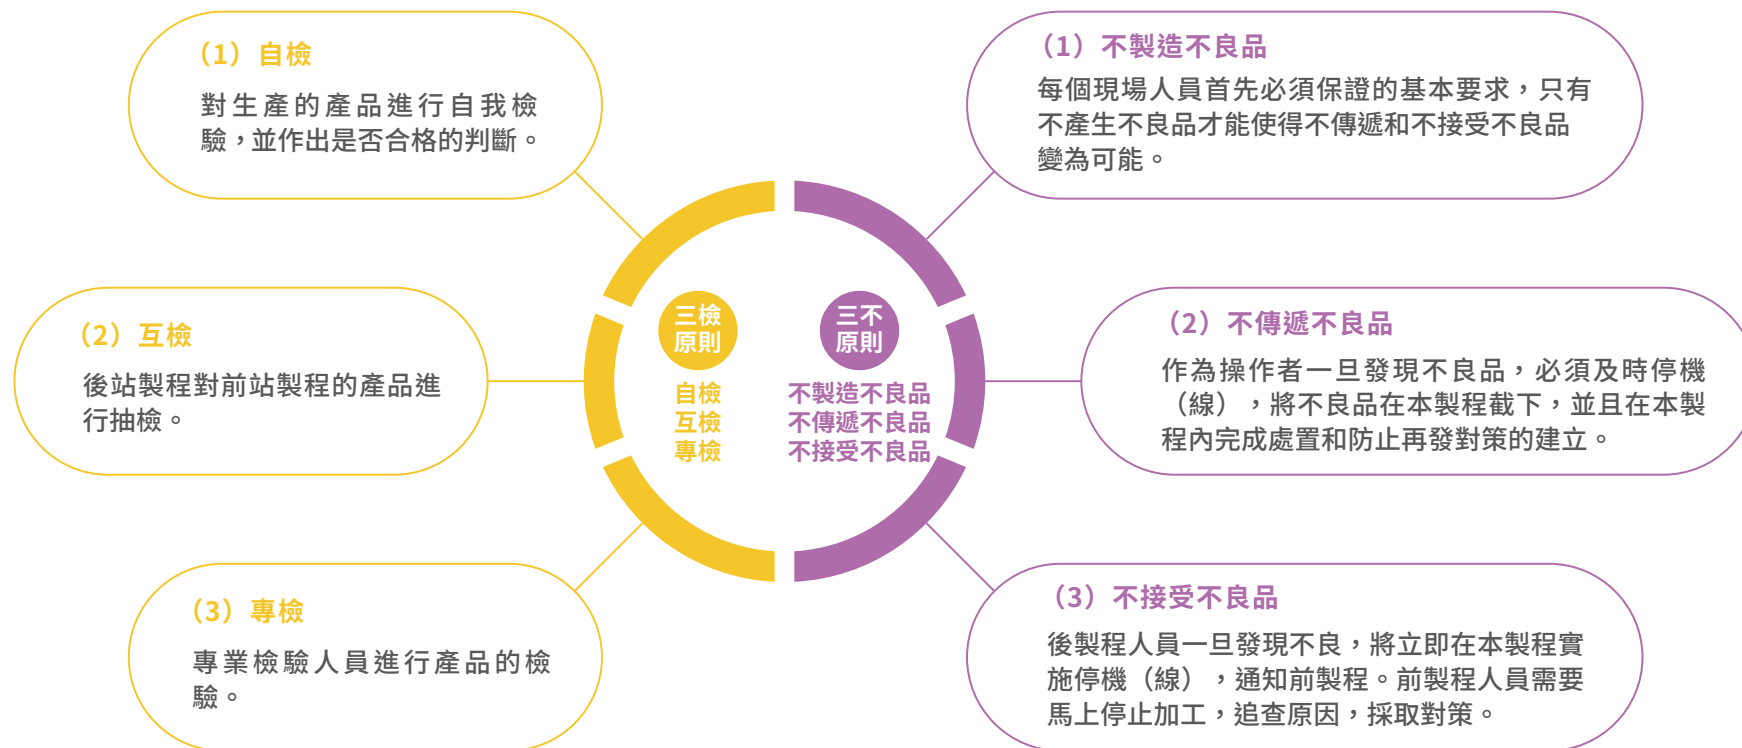 （1）自檢
對生產的產品進行自我檢
驗，並作出是否合格的判斷。
（2）互檢
後站製程對前站製程的產品進
行抽檢。
（3）專檢
專業檢驗人員進行產品的檢
驗。
三檢
原則
自檢
互檢
專檢
三不
原則
不製造不良品
不傳遞不良品
不接受不良品
（1）不製造不良品
每個現場人員首先必須保證的基本要求，只有
不產生不良品才能使得不傳遞和不接受不良品
變為可能。
（2）不傳遞不良品
作為操作者一旦發現不良品，必須及時停機
（線），將不良品在本製程截下，並且在本製
程內完成處置和防止再發對策的建立。
（3）不接受不良品
後製程人員一旦發現不良，將立即在本製程實
施停機（線），通知前製程。前製程人員需要
馬上停止加工，追查原因，採取對策。